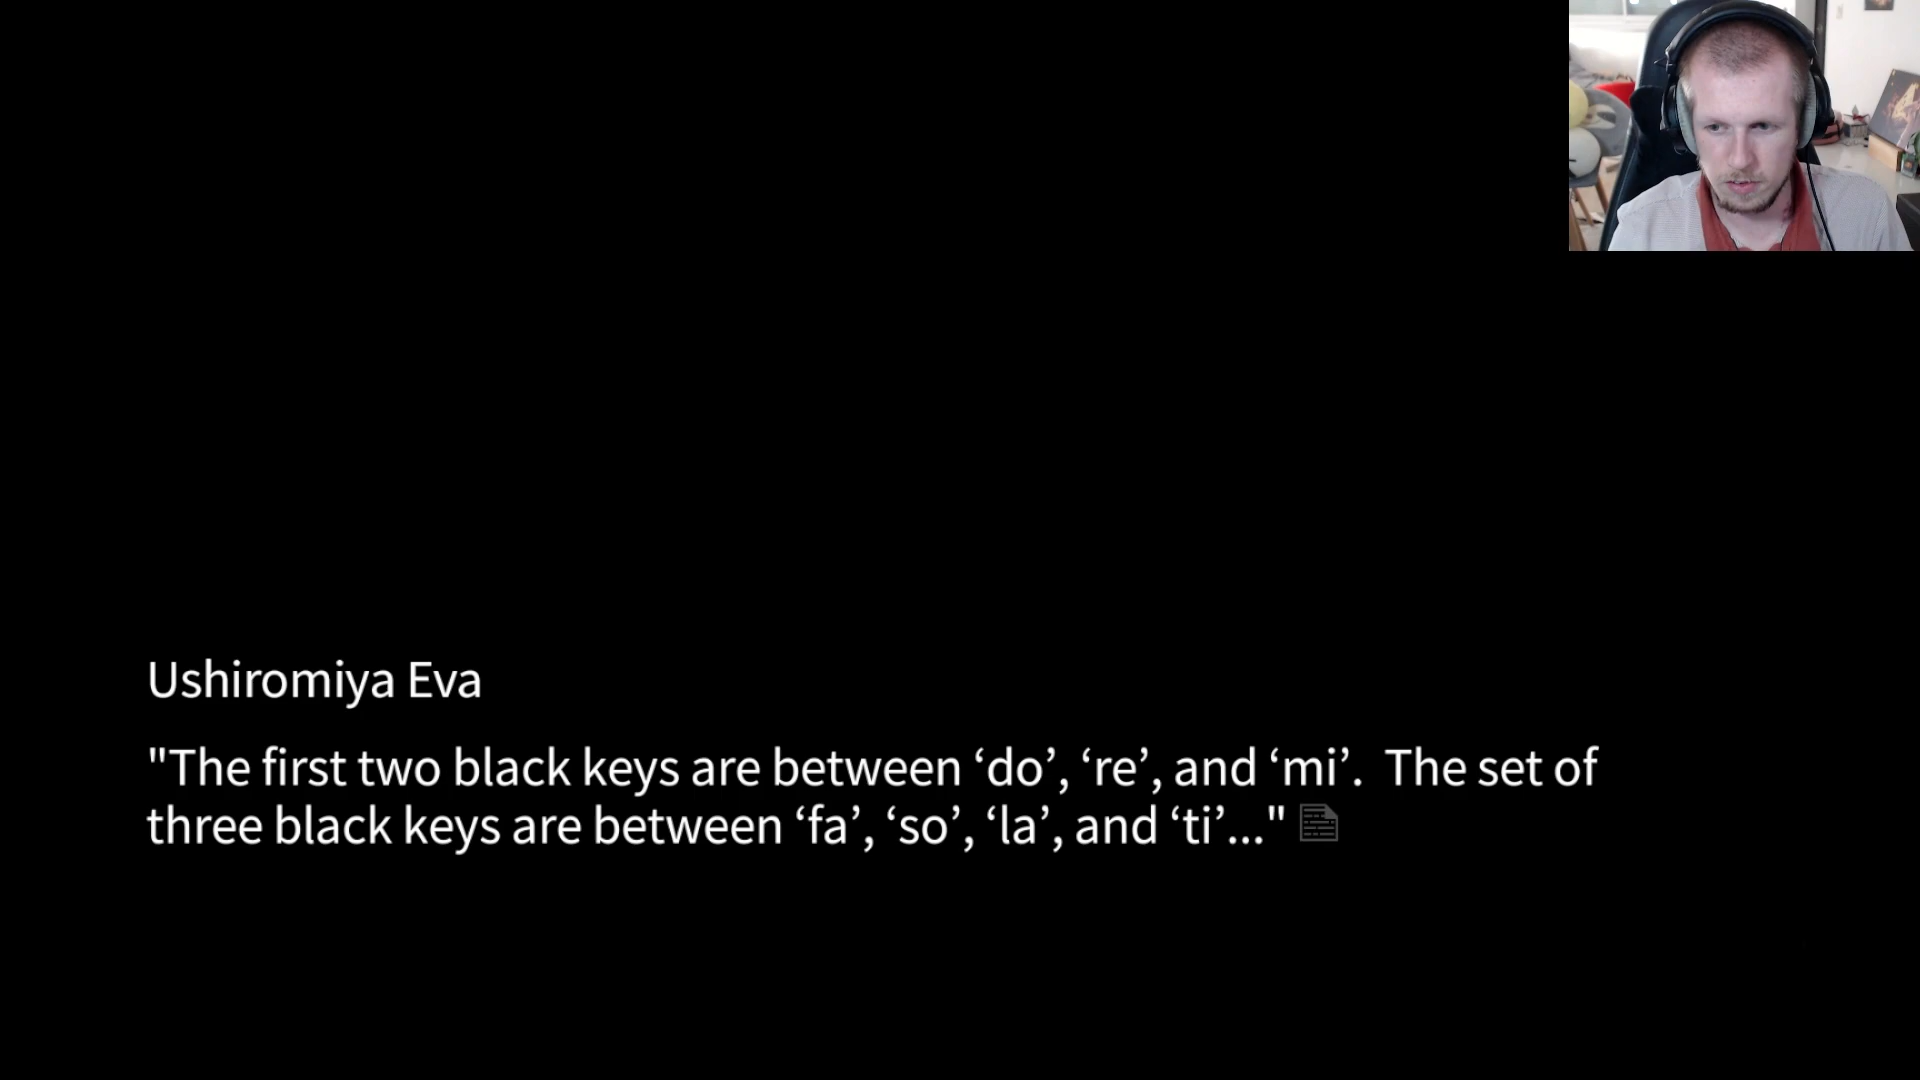 Ushiromiya Eva
"The first two black keys are between ‘do’, ‘re’, and ‘mi’.  The set of
three black keys are between ‘fa’, ‘so’, ‘la’, and ‘ti’..."